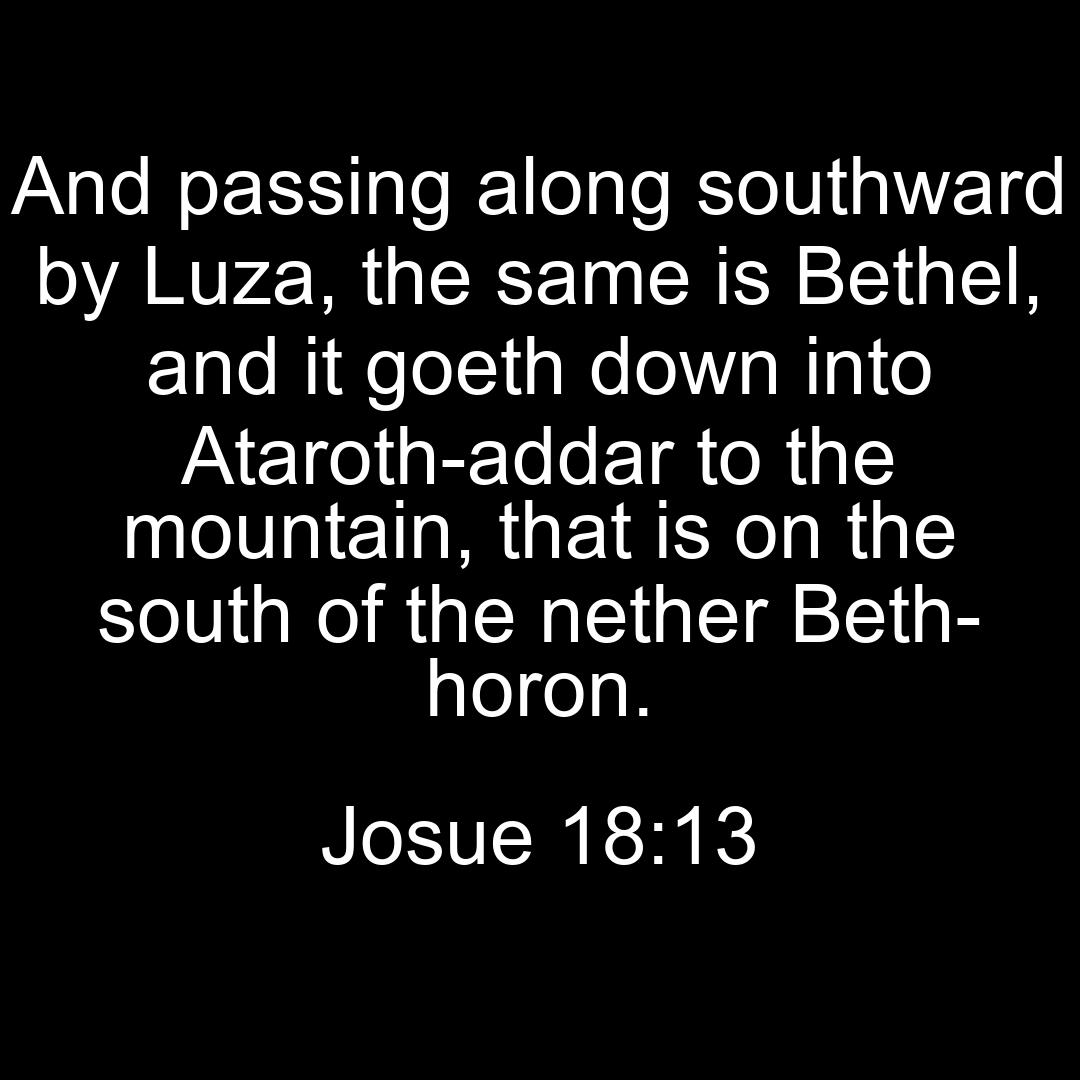 And passing along southward
by Luza, the same is Bethel,
and it goeth down into
Ataroth-addar to the
mountain, that is on the
south of the nether Beth-
horon.
Josue 18:13